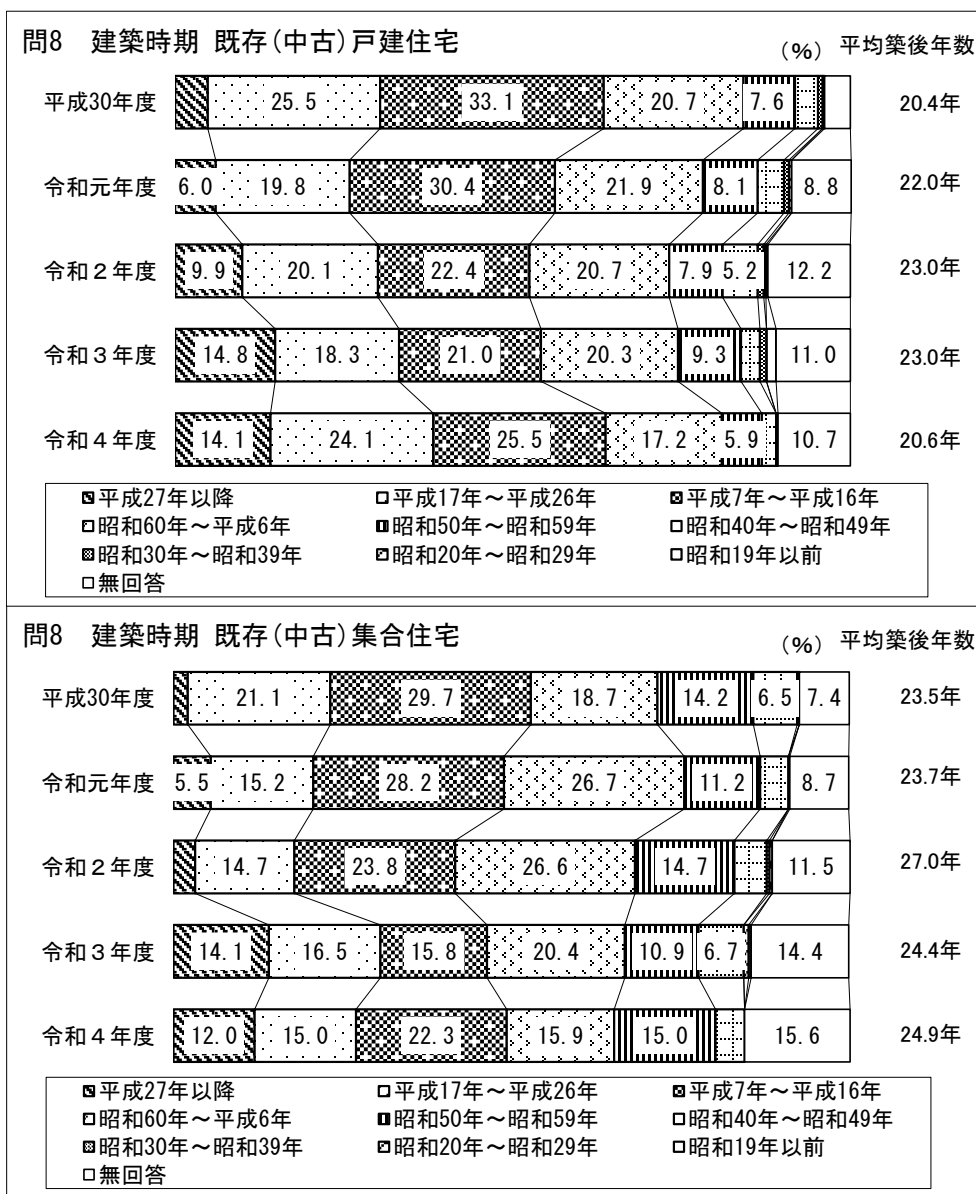 問8　建築時期 既存(中古)戸建住宅　(%)　平均築後年数
平成30年度　25.5　33.1　20.7　7.6　20.4年
令和元年度　6.0　19.8　30.4　21.9　8.1　8.8　22.0年
令和２年度　9.9　20.1　22.4　20.7　7.9　5.2　12.2　23.0年
令和３年度　14.8　18.3　21.0　20.3　9.3　11.0　23.0年
令和４年度　14.1　24.1　25.5　17.2　5.9　10.7　20.6年
平成27年以降　平成17年～平成26年　平成7年～平成16年
昭和60年～平成6年　昭和50年～昭和59年　昭和40年～昭和49年
昭和30年～昭和39年　昭和20年～昭和29年　昭和19年以前
無回答
問8　建築時期 既存(中古)集合住宅　(%)　平均築後年数
平成30年度　21.1　29.7　18.7　14.2　6.5　7.4　23.5年
令和元年度　5.5　15.2　28.2　26.7　11.2　8.7　23.7年
令和２年度　14.7　23.8　26.6　14.7　11.5　27.0年
令和３年度　14.1　16.5　15.8　20.4　10.9　6.7　14.4　24.4年
令和４年度　12.0　15.0　22.3　15.9　15.0　15.6　24.9年
平成27年以降　平成17年～平成26年　平成7年～平成16年
昭和60年～平成6年　昭和50年～昭和59年　昭和40年～昭和49年
昭和30年～昭和39年　昭和20年～昭和29年　昭和19年以前
無回答